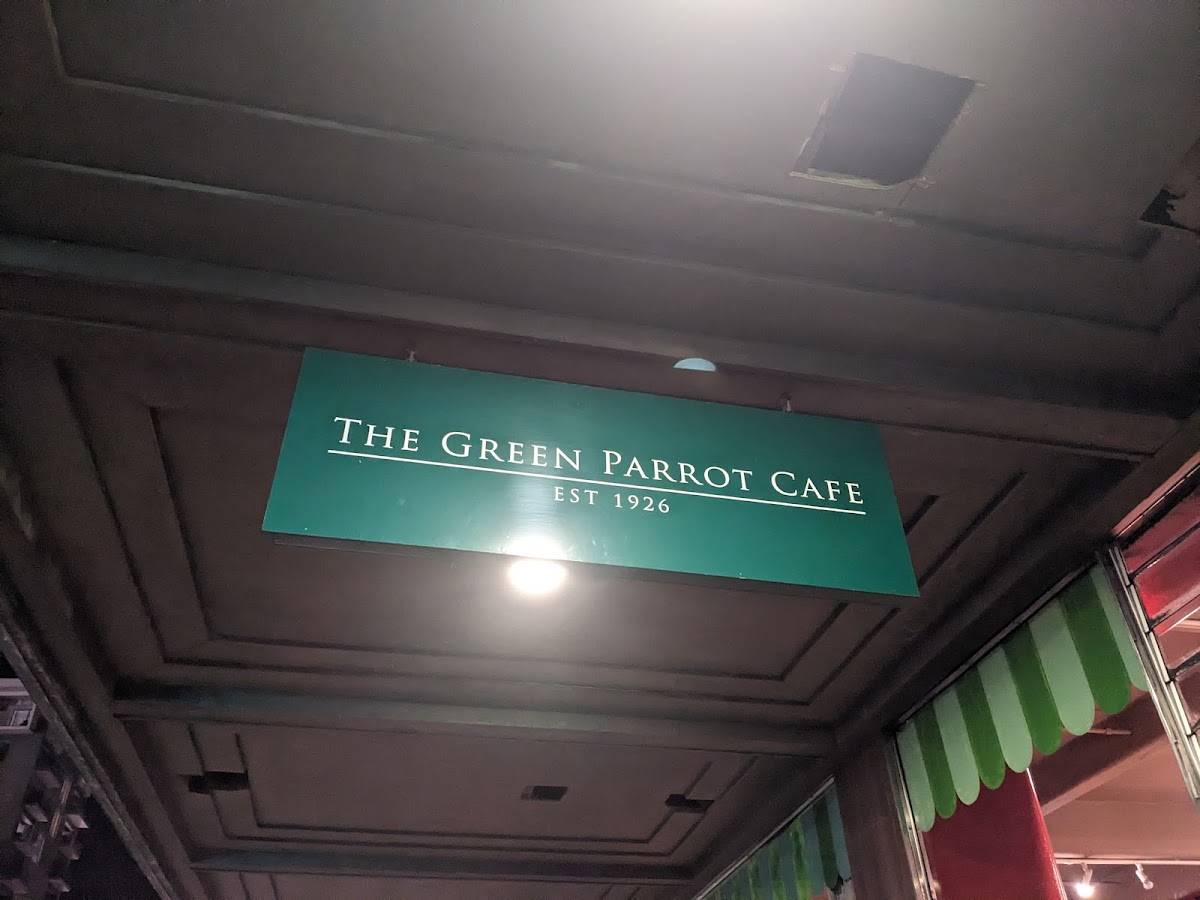 THE GREEN PARROT CAFE
EST 1926